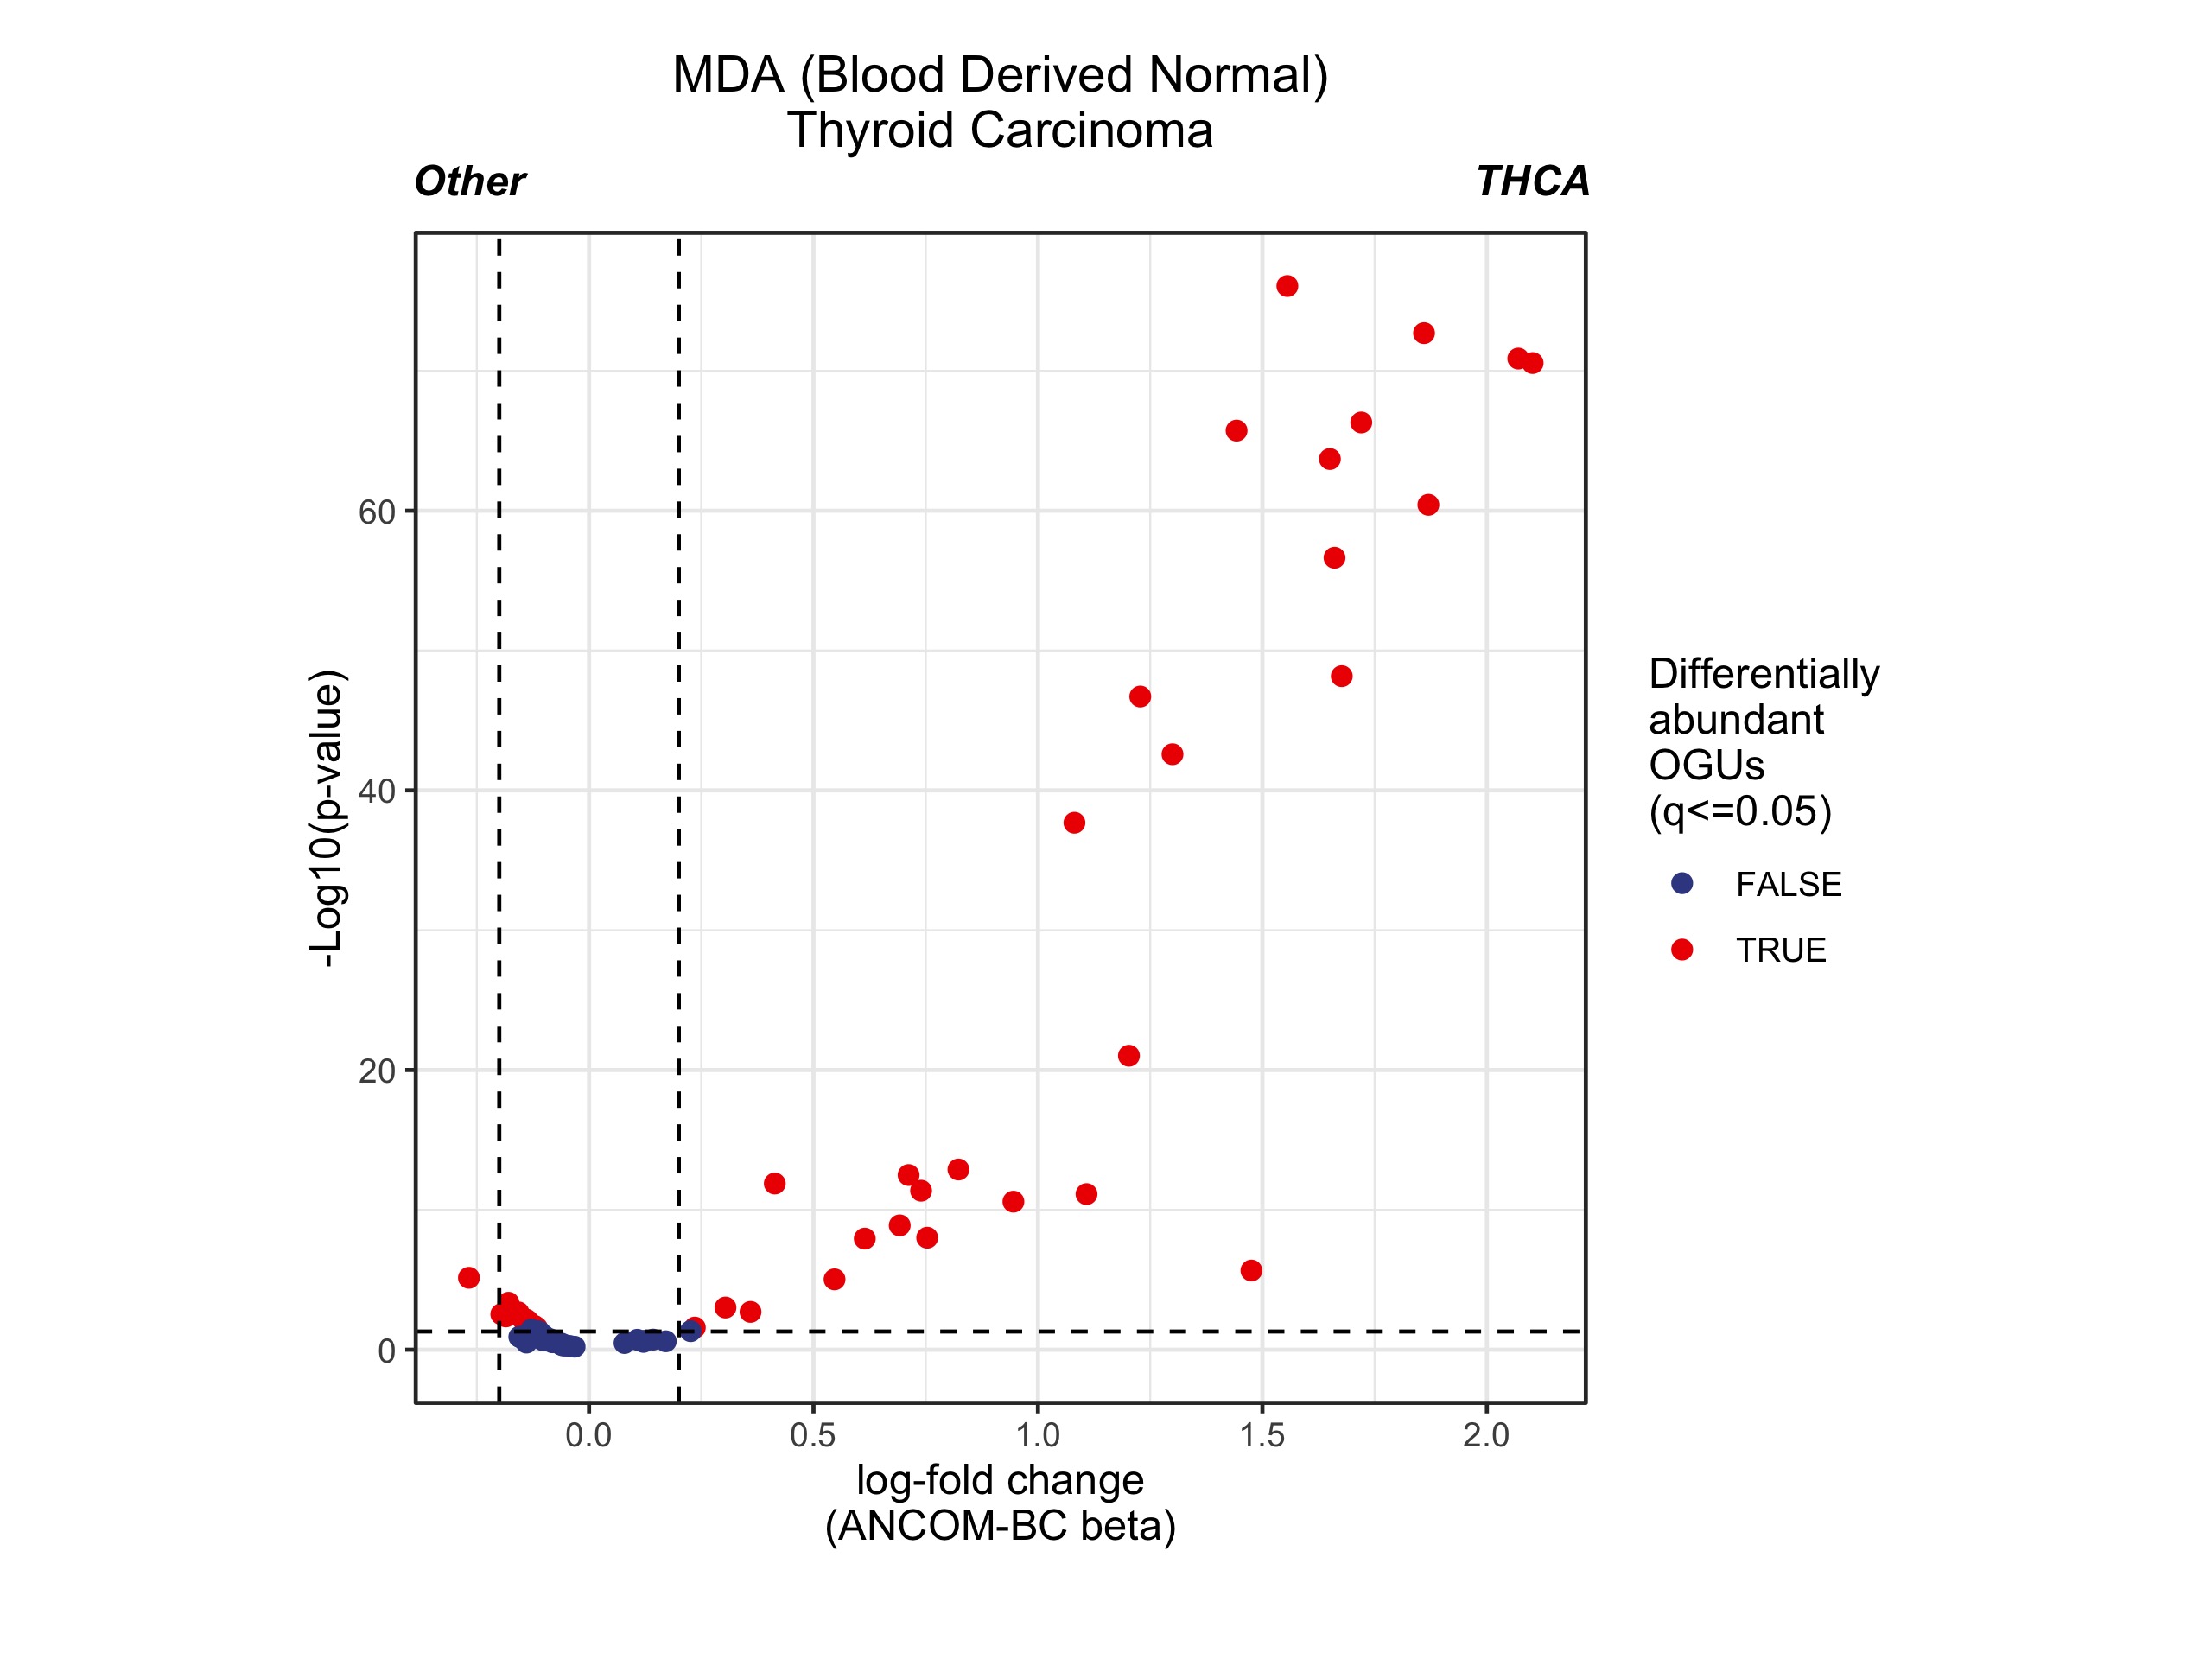 MDA (Blood Derived Normal)
Thyroid Carcinoma
Other
THCA
-Log10(p-value)
60
40
20
0
0.0
0.5
1.0
1.5
2.0
log-fold change
(ANCOM-BC beta)
Differentially
abundant
OGUs
(q<=0.05)
FALSE
TRUE